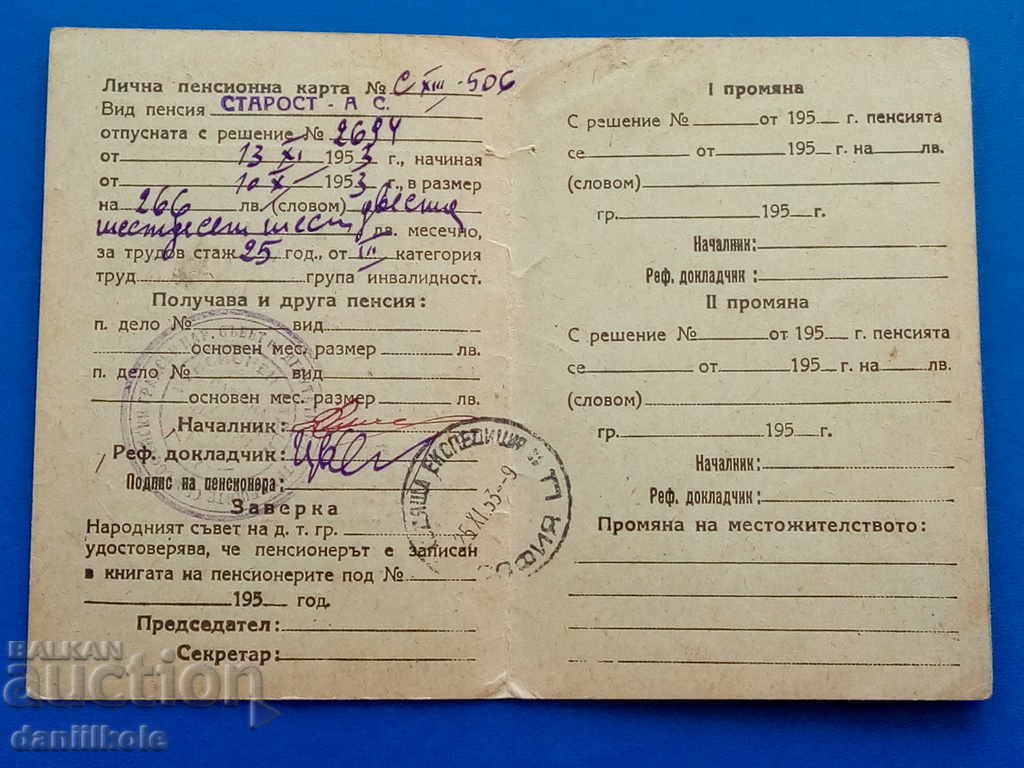 Лична пенсионна карта № С XIII-506
Вид пенсия СТАРОСТ - А С.
отпусната с решение № 2694
от 13 XI 1953 г., начиная
от 10 X 1953 г., в размер
на 266 лв. (словом) двеста
шестдесет и шест лв. месечно,
за трудов стаж 25 год., от III категория
труд група инвалидност.
Получава и друга пенсия:
п. дело № вид
основен мес. размер лв.
п. дело № вид
основен мес. размер лв.
Началник:
Реф. докладчик:
Подпис на пенсионера:
Заверка
Народният съвет на д. т. гр.
удостоверява, че пенсионерът е записан
в книгата на пенсионерите под №
195 год.
Председател:
Секретар:
ЕКСПЕДИЦИЯ
XI.53-9
I промяна
С решение № от 195 г. пенсията
се от 195 г. на лв.
(словом)
гр. 195 г.
Началник:
Реф. докладчик:
II промяна
С решение № от 195 г. пенсията
се от 195 г. на лв.
(словом)
гр. 195 г.
Началник:
Реф. докладчик:
Промяна на местожителството:
BALKAN
auction
daniilkole